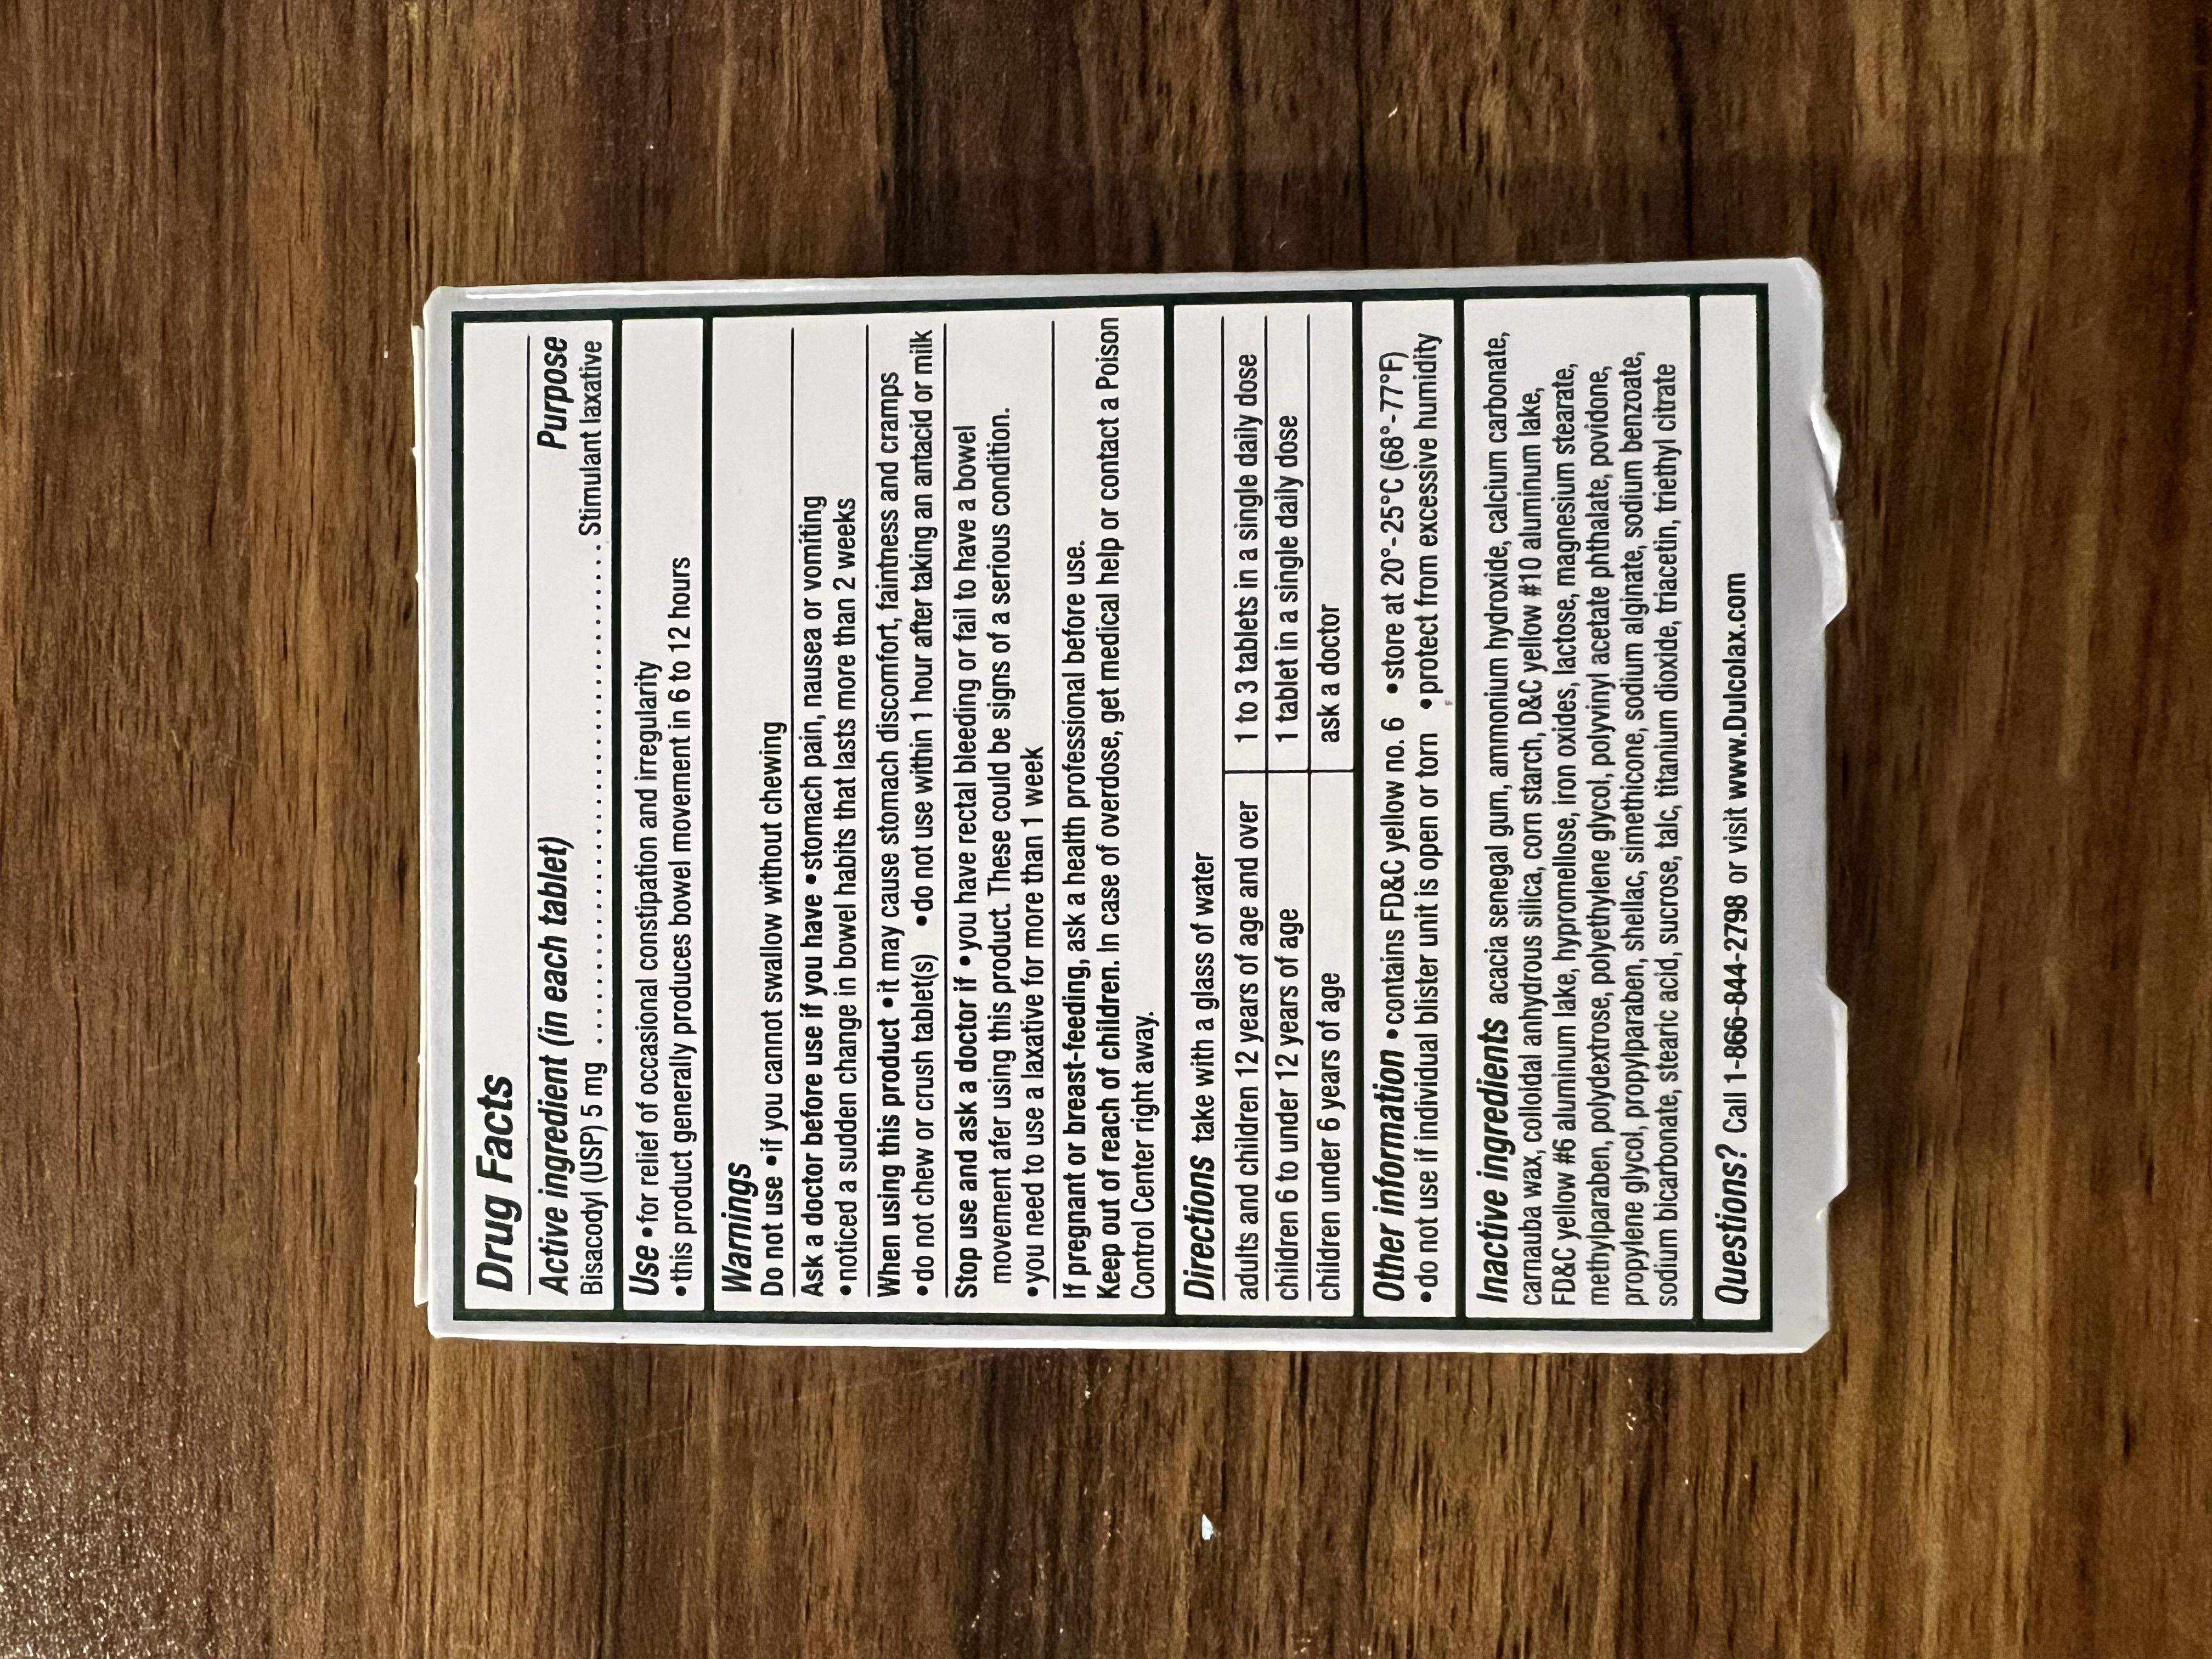 Drug Facts
Active ingredient (in each tablet) Purpose
Bisacodyl (USP) 5 mg ........................................ Stimulant laxative
Use • for relief of occasional constipation and irregularity
• this product generally produces bowel movement in 6 to 12 hours
Warnings
Do not use • if you cannot swallow without chewing
Ask a doctor before use if you have • stomach pain, nausea or vomiting
• noticed a sudden change in bowel habits that lasts more than 2 weeks
When using this product • it may cause stomach discomfort, faintness and cramps
• do not chew or crush tablet(s) • do not use within 1 hour after taking an antacid or milk
Stop use and ask a doctor if • you have rectal bleeding or fail to have a bowel
movement afer using this product. These could be signs of a serious condition.
• you need to use a laxative for more than 1 week
If pregnant or breast-feeding, ask a health professional before use.
Keep out of reach of children. In case of overdose, get medical help or contact a Poison
Control Center right away.
Directions take with a glass of water
adults and children 12 years of age and over 1 to 3 tablets in a single daily dose
children 6 to under 12 years of age 1 tablet in a single daily dose
children under 6 years of age ask a doctor
Other information • contains FD&C yellow no. 6 • store at 20°-25°C (68°-77°F)
• do not use if individual blister unit is open or torn • protect from excessive humidity
Inactive ingredients acacia senegal gum, ammonium hydroxide, calcium carbonate,
carnauba wax, colloidal anhydrous silica, corn starch, D&C yellow #10 aluminum lake,
FD&C yellow #6 aluminum lake, hypromellose, iron oxides, lactose, magnesium stearate,
methylparaben, polydextrose, polyethylene glycol, polyvinyl acetate phthalate, povidone,
propylene glycol, propylparaben, shellac, simethicone, sodium alginate, sodium benzoate,
sodium bicarbonate, stearic acid, sucrose, talc, titanium dioxide, triacetin, triethyl citrate
Questions? Call 1-866-844-2798 or visit www.Dulcolax.com